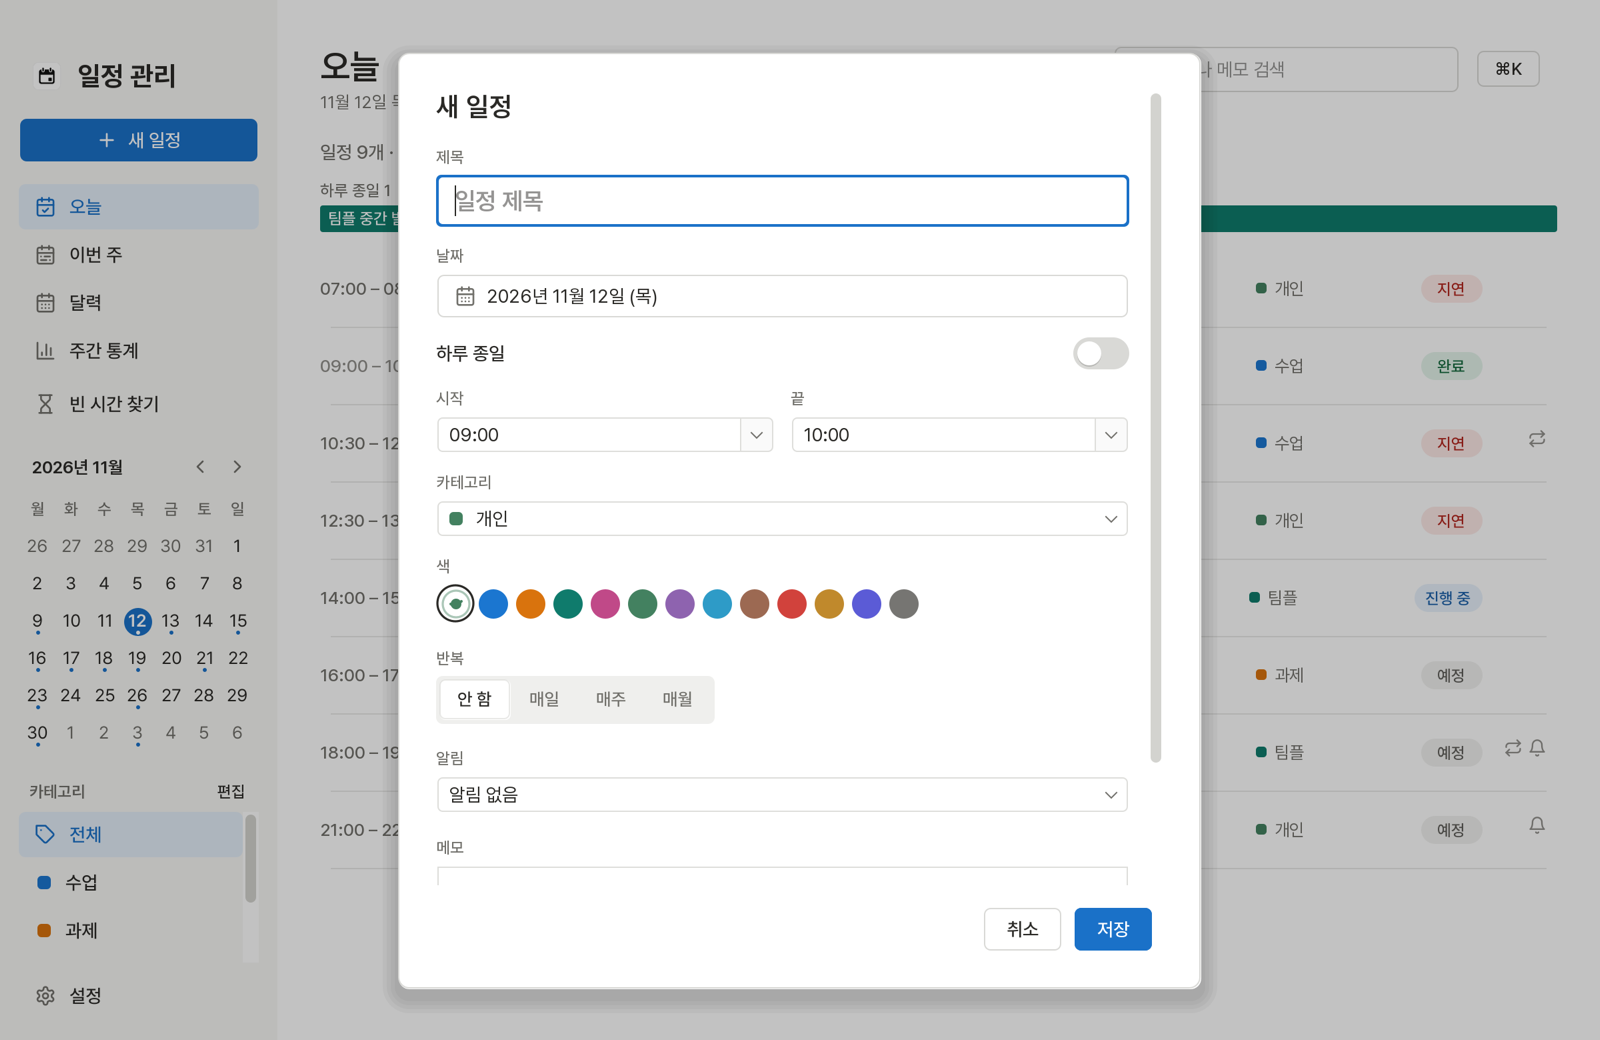 일정 관리
새 일정
오늘
이번 주
달력
주간 통계
빈 시간 찾기
2026년 11월
월 화 수 목 금 토 일
26 27 28 29 30 31 1
2 3 4 5 6 7 8
9 10 11 12 13 14 15
16 17 18 19 20 21 22
23 24 25 26 27 28 29
30 1 2 3 4 5 6
카테고리 편집
전체
수업
과제
설정
오늘
11월 12일
메모 검색
⌘K
일정 9개 ·
하루 종일 1
팀플 중간
07:00 – 개인 지연
09:00 – 수업 완료
10:30 – 수업 지연
12:30 – 개인 지연
14:00 – 팀플 진행 중
16:00 – 과제 예정
18:00 – 팀플 예정
21:00 – 개인 예정
새 일정
제목
일정 제목
날짜
2026년 11월 12일 (목)
하루 종일
시작 끝
09:00 10:00
카테고리
개인
색
반복
안 함 매일 매주 매월
알림
알림 없음
메모
취소 저장